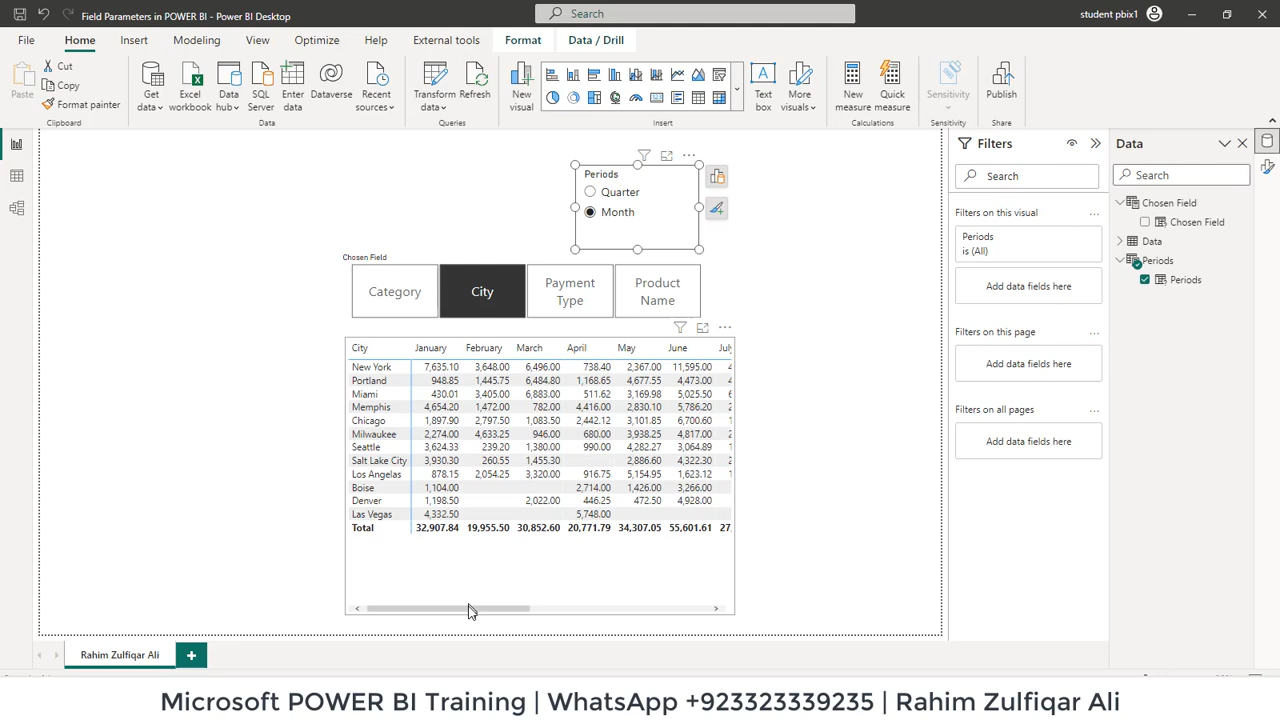 Field Parameters in POWER BI - Power BI Desktop
Search
student pbix1
File Home Insert Modeling View Optimize Help External tools Format Data / Drill
Paste
Cut
Copy
Format painter
Get data
Excel workbook
Data hub
SQL Server
Enter data
Dataverse
Recent sources
Transform data
Refresh
New visual
Text box
More visuals
New measure
Quick measure
Sensitivity
Publish
Clipboard Data Queries Insert Calculations Sensitivity Share
Periods
Quarter
Month
Chosen Field
Category City Payment Type Product Name
City January February March April May June
New York 7,635.10 3,648.00 6,496.00 738.40 2,367.00 11,595.00
Portland 948.85 1,445.75 6,484.80 1,168.65 4,677.55 4,473.00
Miami 430.01 3,405.00 6,883.00 511.62 3,169.98 5,025.50
Memphis 4,654.20 1,472.00 782.00 4,416.00 2,830.10 5,786.20
Chicago 1,897.90 2,797.50 1,083.50 2,442.12 3,101.85 6,700.60
Milwaukee 2,274.00 4,633.25 946.00 680.00 3,938.25 4,817.00
Seattle 3,624.33 239.20 1,380.00 990.00 4,282.27 3,064.89
Salt Lake City 3,930.30 260.55 1,455.30 2,886.60 4,322.30
Los Angelas 878.15 2,054.25 3,320.00 916.75 5,154.95 1,623.12
Boise 1,104.00 2,714.00 1,426.00 3,266.00
Denver 1,198.50 2,022.00 446.25 472.50 4,928.00
Las Vegas 4,332.50 5,748.00
Total 32,907.84 19,955.50 30,852.60 20,771.79 34,307.05 55,601.61 27,
Filters
Search
Filters on this visual ...
Periods
is (All)
Add data fields here
Filters on this page ...
Add data fields here
Filters on all pages ...
Add data fields here
Data
Search
Chosen Field
Chosen Field
Data
Periods
Periods
Rahim Zulfiqar Ali
Microsoft POWER BI Training | WhatsApp +923323339235 | Rahim Zulfiqar Ali